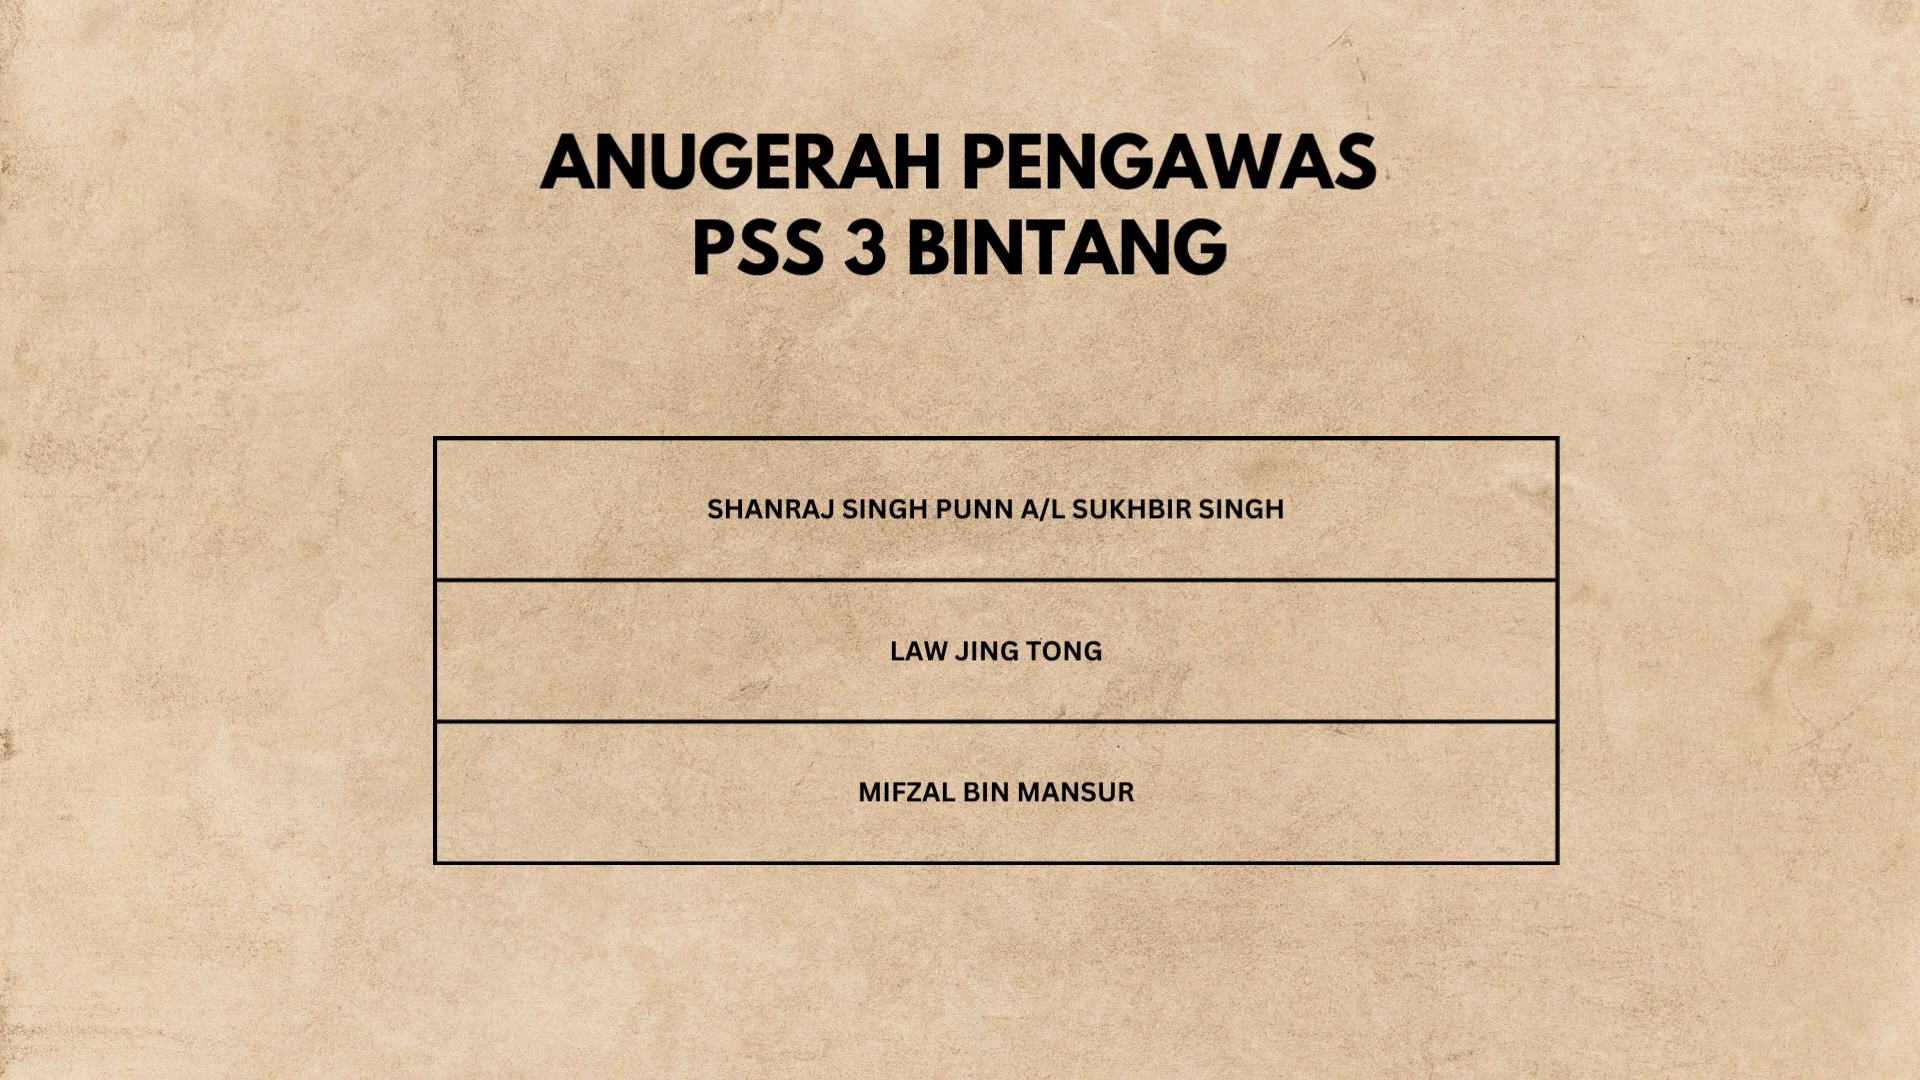 ANUGERAH PENGAWAS
PSS 3 BINTANG
SHANRAJ SINGH PUNN A/L SUKHBIR SINGH
LAW JING TONG
MIFZAL BIN MANSUR